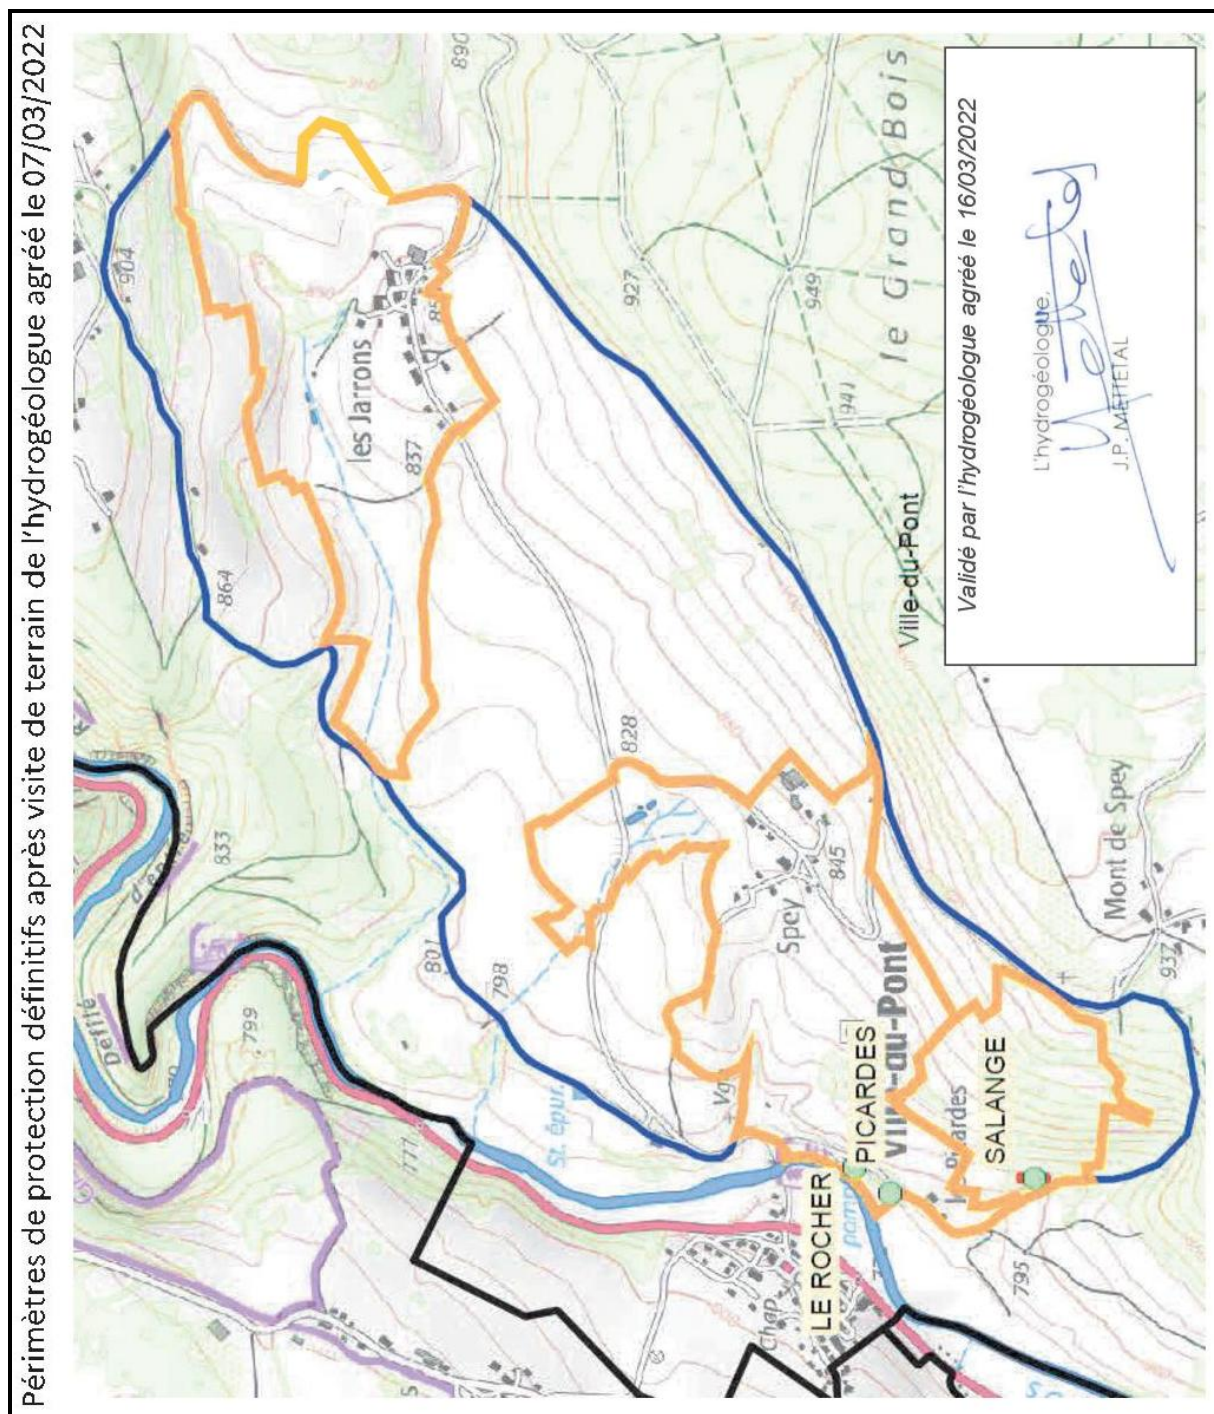 Périmètres de protection définitifs après visite de terrain de l'hydrogéologue agréé le 07/03/2022
890
904
864
les Jarrons
837
927
949
941
le Grand Bois
Ville-du-Pont
828
833
Défilé
d'entre
799
801
798
777
St. épur.
Spey
845
Mont de Spey
937
VILLE-du-Pont
PICARDES
SALANGE
LE ROCHER
Chap
795
Validé par l'hydrogéologue agréé le 16/03/2022
L'hydrogéologue,
J.P. METTETAL